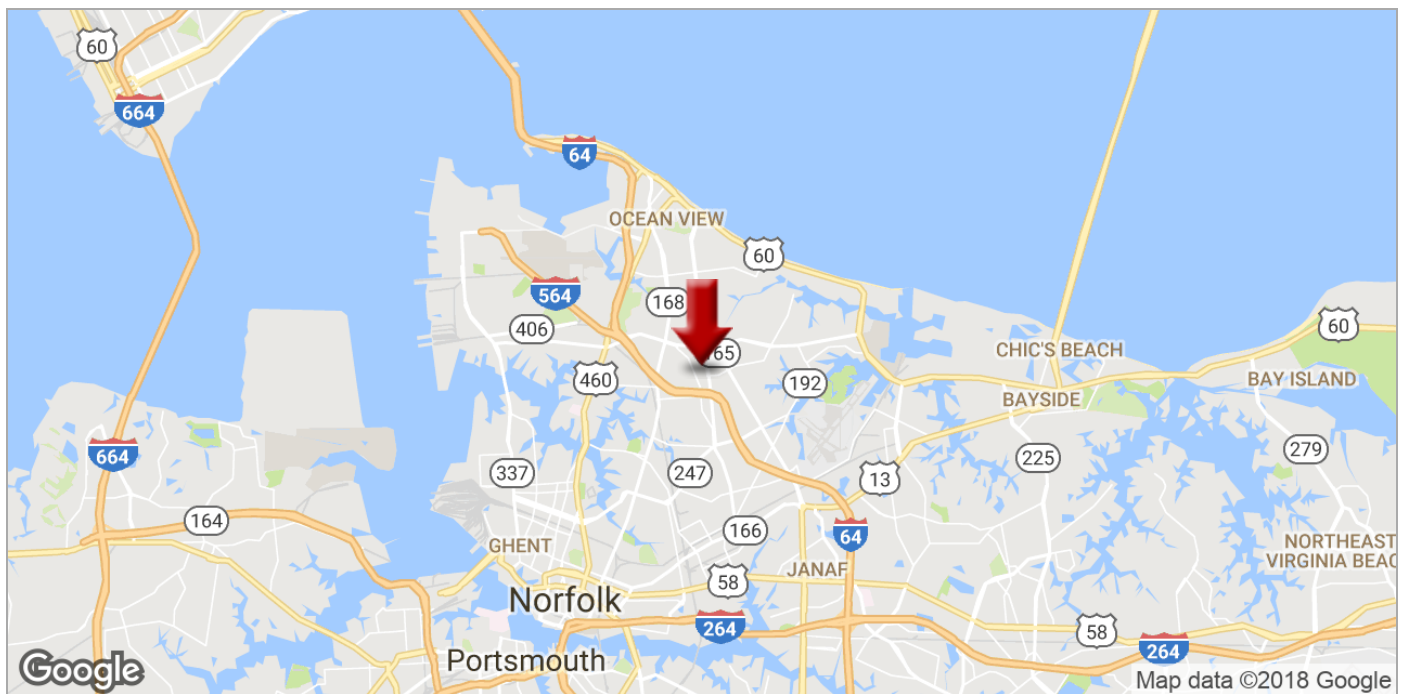 60
664
64
OCEAN VIEW
60
564
168
406
60
165
CHIC'S BEACH
460
192
BAY ISLAND
BAYSIDE
664
279
225
337
247
13
164
166
64
GHENT
NORTHEAST
VIRGINIA BEAC
JANAF
58
Norfolk
264
58
264
Portsmouth
Google
Map data ©2018 Google